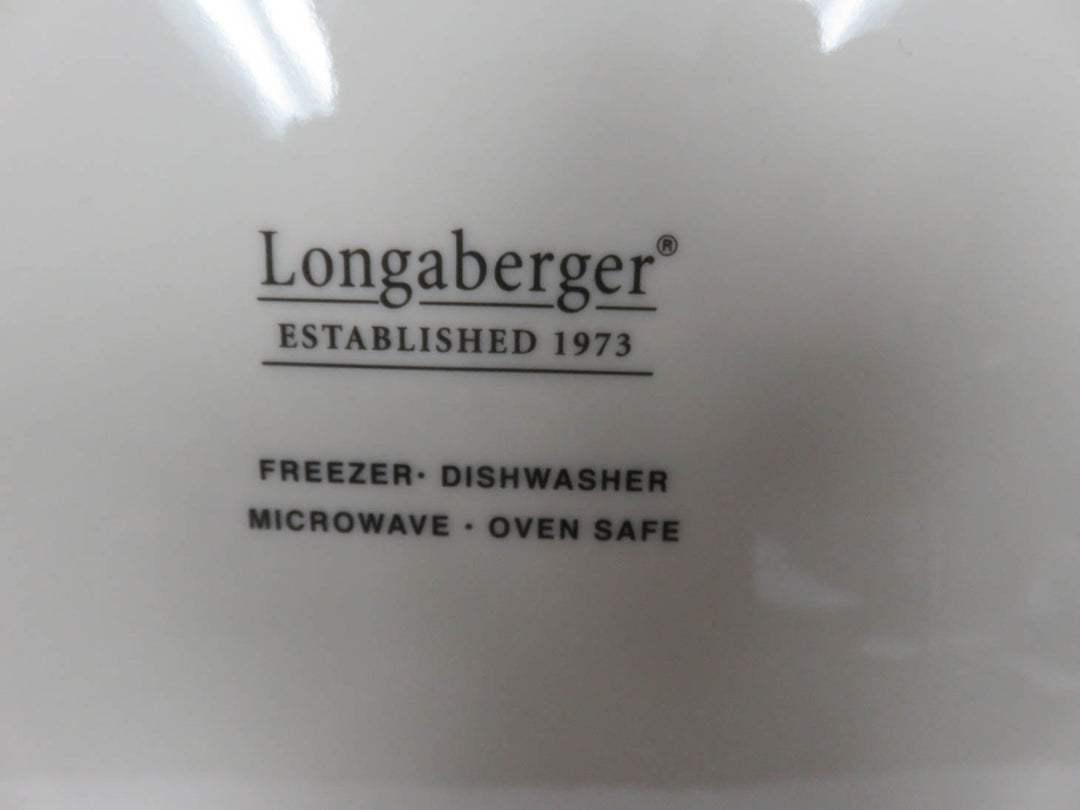 Longaberger®
ESTABLISHED 1973
FREEZER· DISHWASHER
MICROWAVE · OVEN SAFE